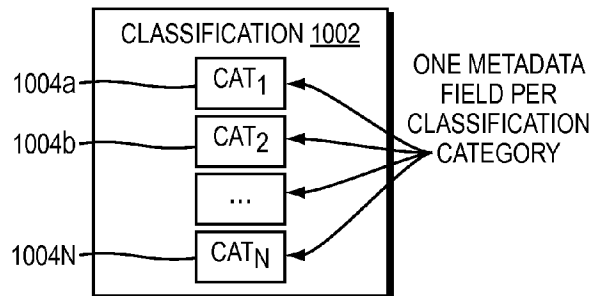 CLASSIFICATION 1002
1004a
CAT1
1004b
CAT2
...
1004N
CATN
ONE METADATA
FIELD PER
CLASSIFICATION
CATEGORY